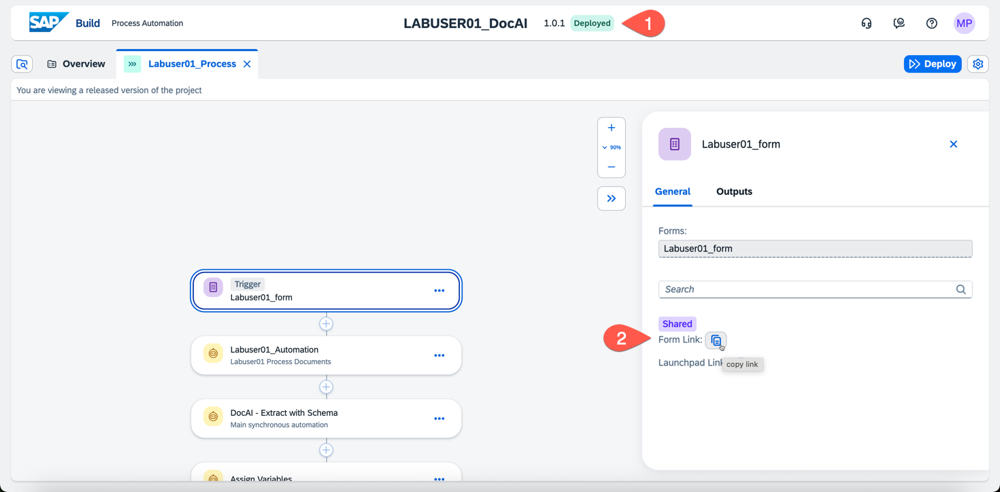 SAP Build Process Automation
LABUSER01_DocAI 1.0.1 Deployed
1
MP
Overview
Labuser01_Process
Deploy
You are viewing a released version of the project
90%
Trigger
Labuser01_form
Labuser01_Automation
Labuser01 Process Documents
DocAI - Extract with Schema
Main synchronous automation
Assign Variables
Labuser01_form
General
Outputs
Forms:
Labuser01_form
Search
Shared
2
Form Link:
Launchpad Link
copy link